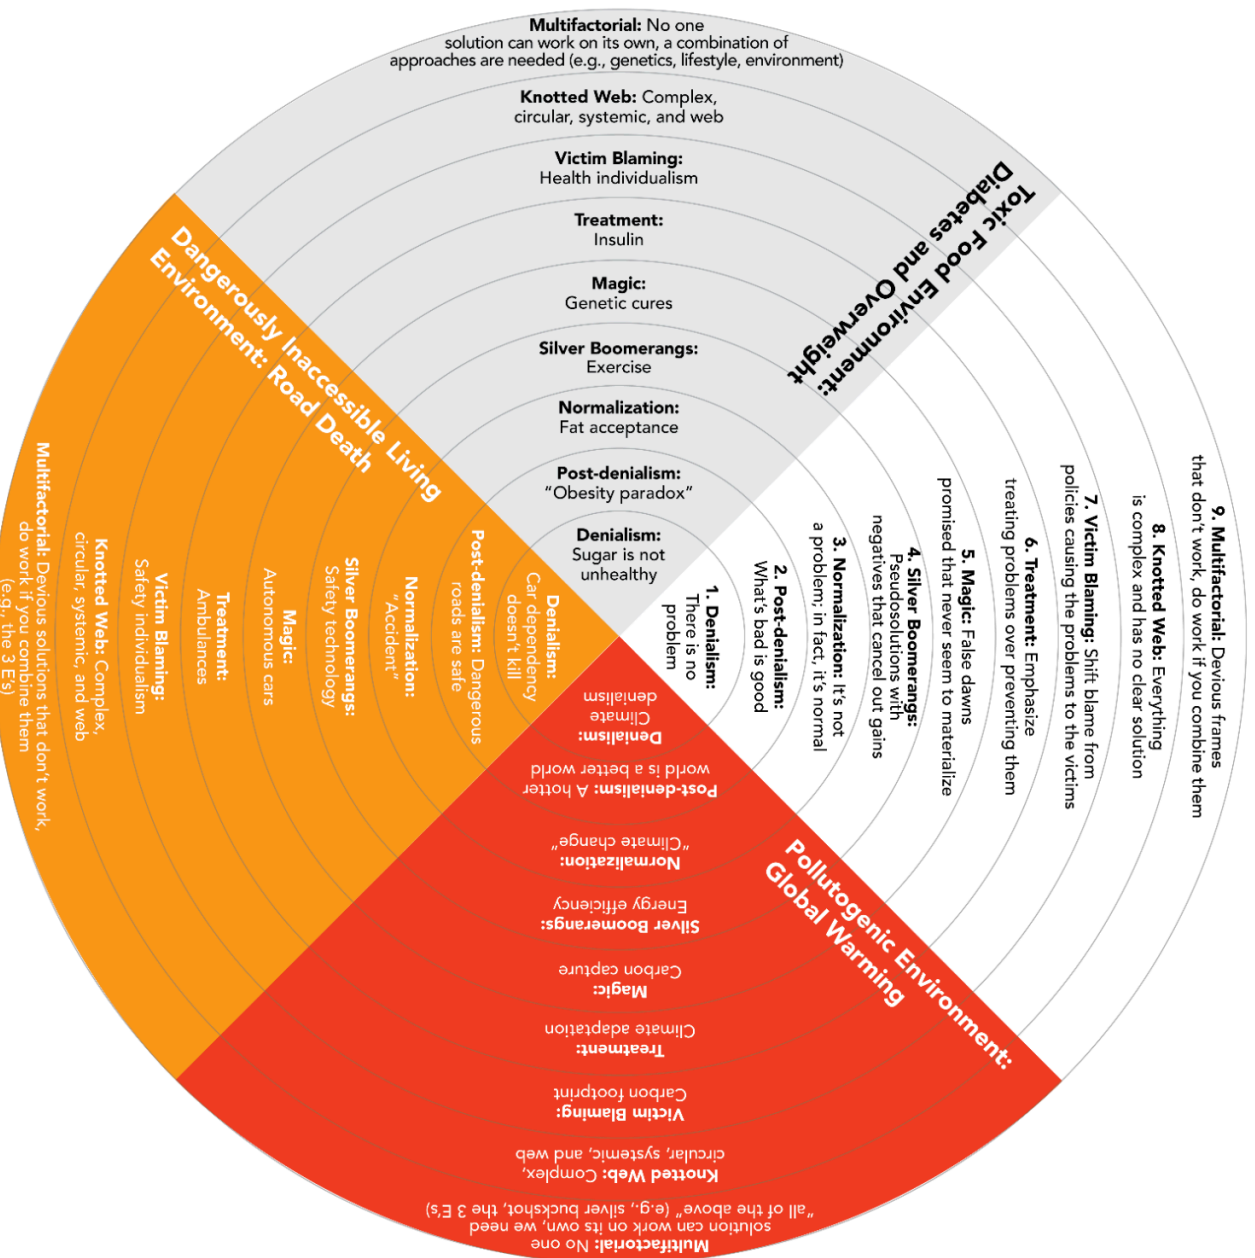 Multifactorial: No one
solution can work on its own, a combination of
approaches are needed (e.g., genetics, lifestyle, environment)
Knotted Web: Complex,
circular, systemic, and web
Victim Blaming:
Health individualism
Treatment:
Insulin
Magic:
Genetic cures
Silver Boomerangs:
Exercise
Normalization:
Fat acceptance
Post-denialism:
“Obesity paradox”
Denialism:
Sugar is not
unhealthy
Toxic Food Environment:
Diabetes and Overweight
9. Multifactorial: Devious frames
that don’t work, do work if you combine them
8. Knotted Web: Everything
is complex and has no clear solution
7. Victim Blaming: Shift blame from
policies causing the problems to the victims
6. Treatment: Emphasize
treating problems over preventing them
5. Magic: False dawns
promised that never seem to materialize
4. Silver Boomerangs:
Pseudosolutions with
negatives that cancel out gains
3. Normalization: It’s not
a problem; in fact, it’s normal
2. Post-denialism:
What’s bad is good
1. Denialism:
There is no
problem
Pollutogenic Environment:
Global Warming
Multifactorial: No one
solution can work on its own, we need
“all of the above” (e.g., silver buckshot, the 3 E’s)
Knotted Web: Complex,
circular, systemic, and web
Victim Blaming:
Carbon footprint
Treatment:
Climate adaptation
Magic:
Carbon capture
Silver Boomerangs:
Energy efficiency
Normalization:
“Climate change”
Post-denialism: A hotter
world is a better world
Denialism:
Climate
denialism
Dangerously Inaccessible Living
Environment: Road Death
Multifactorial: Devious solutions that don’t work,
do work if you combine them
(e.g., the 3 E’s)
Knotted Web: Complex,
circular, systemic, and web
Victim Blaming:
Safety individualism
Treatment:
Ambulances
Magic:
Autonomous cars
Silver Boomerangs:
Safety technology
Normalization:
“Accident”
Post-denialism: Dangerous
roads are safe
Denialism:
Car dependency
doesn’t kill